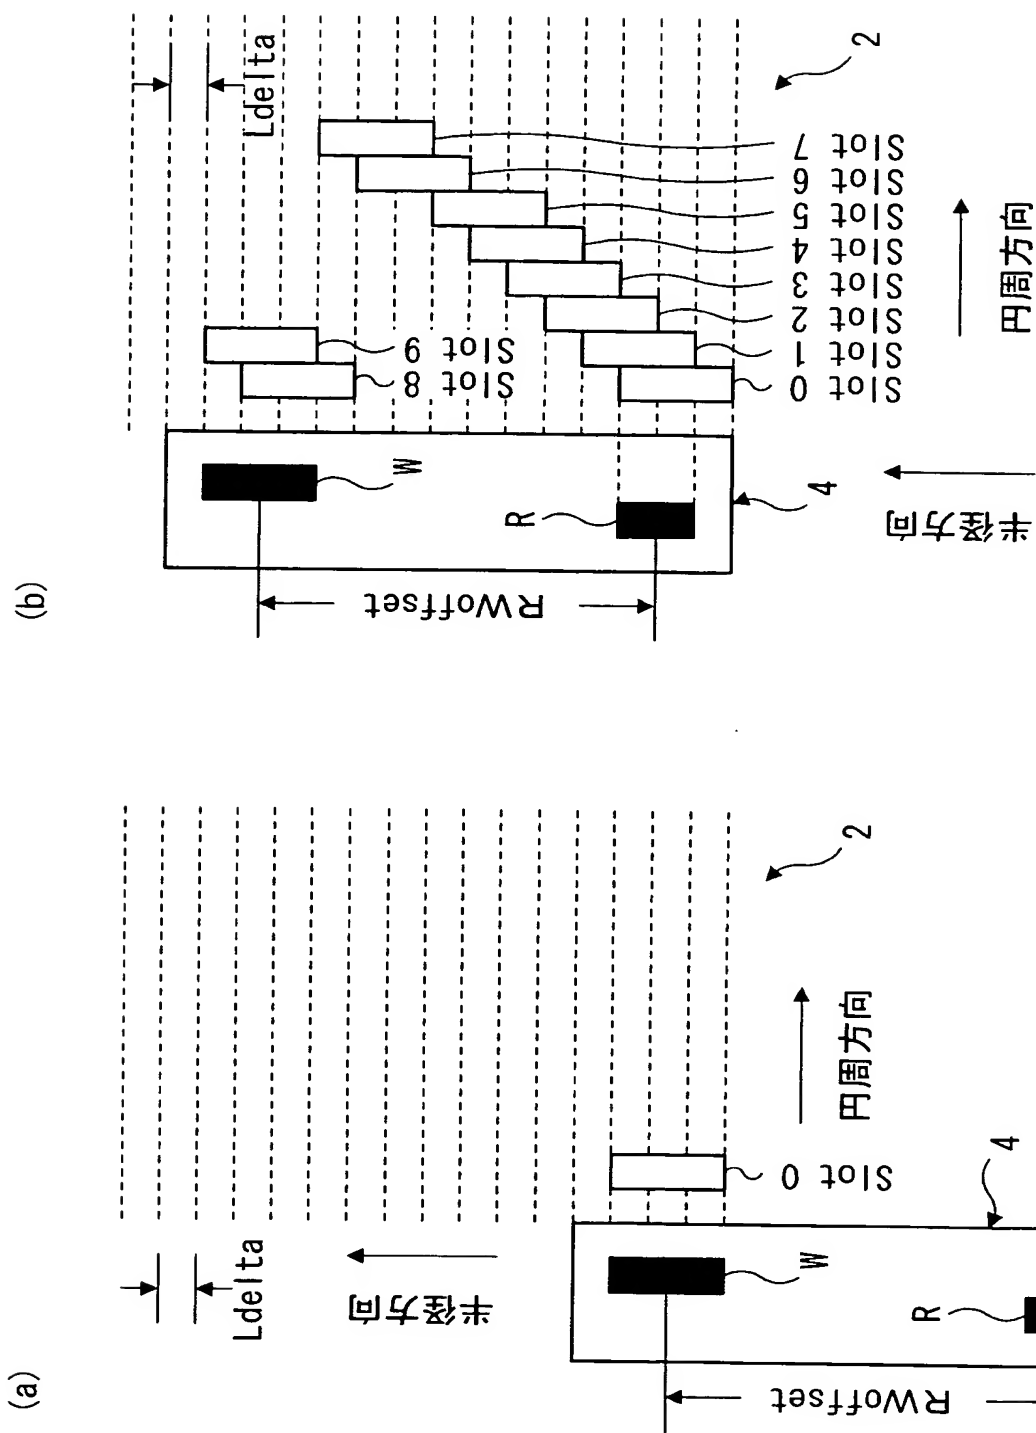 (b)
Ldelta
2
Slot 7
Slot 6
Slot 5
Slot 4
Slot 3
Slot 2
Slot 1
Slot 0
Slot 9
Slot 8
円周方向
W
R
4
半径方向
RWoffset
(a)
Ldelta
半径方向
2
円周方向
Slot 0
4
W
R
RWoffset